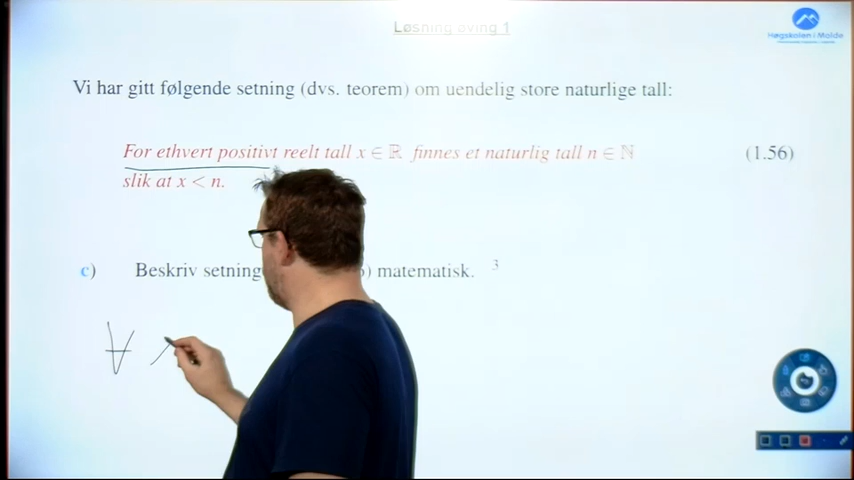 Løsning øving 1
Høgskolen i Molde
Vi har gitt følgende setning (dvs. teorem) om uendelig store naturlige tall:
For ethvert positivt reelt tall x ∈ ℝ finnes et naturlig tall n ∈ ℕ (1.56)
slik at x < n.
c) Beskriv setning 6) matematisk. 3
∀